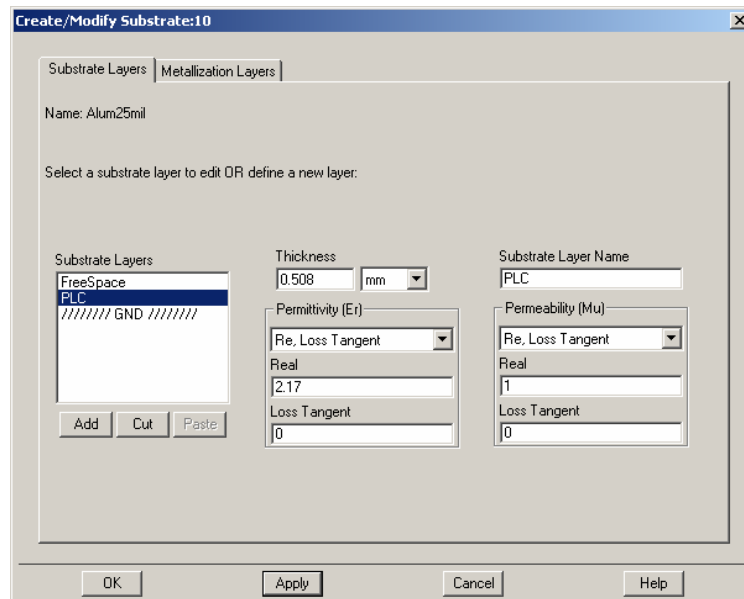 Create/Modify Substrate:10
Substrate Layers
Metallization Layers
Name: Alum25mil
Select a substrate layer to edit OR define a new layer:
Substrate Layers
FreeSpace
PLC
//////// GND ////////
Add
Cut
Paste
Thickness
0.508
mm
Permittivity (Er)
Re, Loss Tangent
Real
2.17
Loss Tangent
0
Substrate Layer Name
PLC
Permeability (Mu)
Re, Loss Tangent
Real
1
Loss Tangent
0
OK
Apply
Cancel
Help